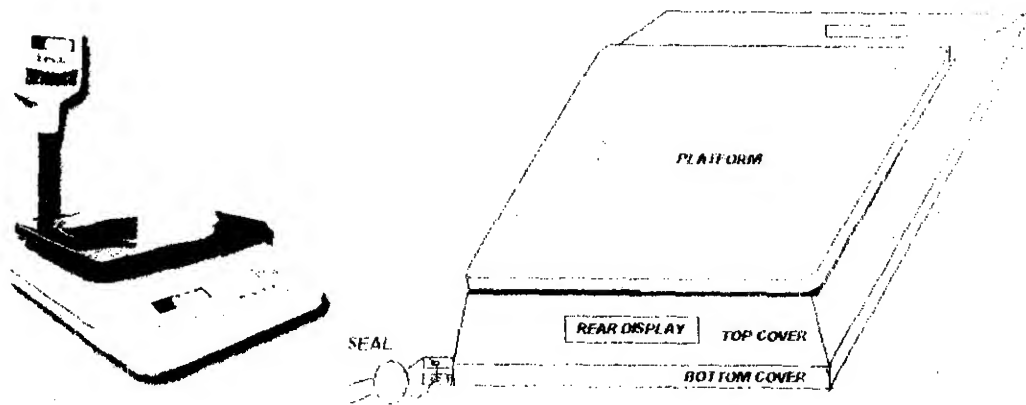 PLATFORM
REAR DISPLAY
TOP COVER
SEAL
BOTTOM COVER